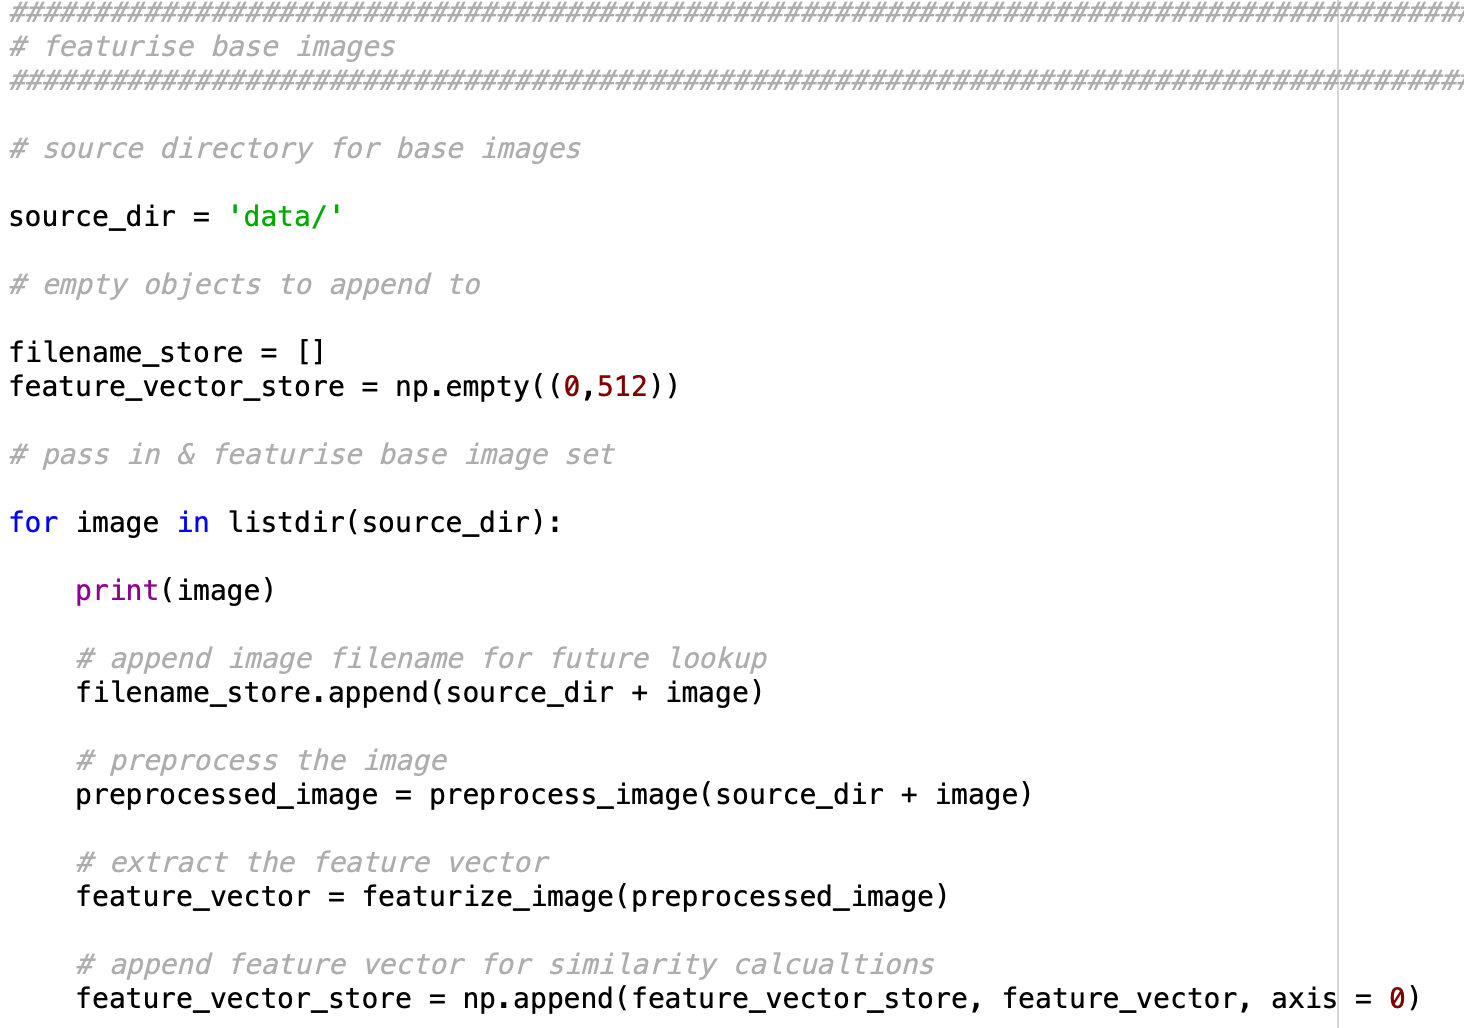 ########################################################################################
# featurise base images
########################################################################################
# source directory for base images
source_dir = 'data/'
# empty objects to append to
filename_store = []
feature_vector_store = np.empty((0,512))
# pass in & featurise base image set
for image in listdir(source_dir):
    print(image)
    # append image filename for future lookup
    filename_store.append(source_dir + image)
    # preprocess the image
    preprocessed_image = preprocess_image(source_dir + image)
    # extract the feature vector
    feature_vector = featurize_image(preprocessed_image)
    # append feature vector for similarity calcualtions
    feature_vector_store = np.append(feature_vector_store, feature_vector, axis = 0)